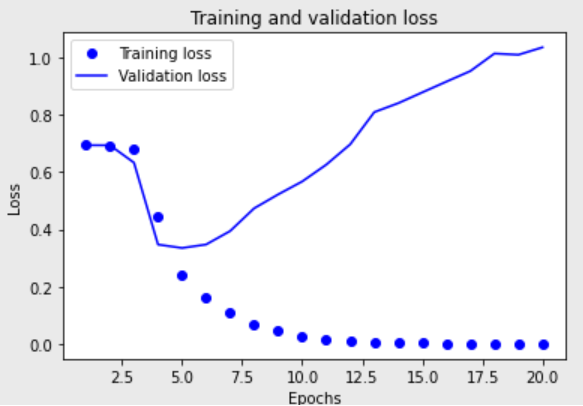 Training and validation loss
Training loss
Validation loss
1.0
0.8
0.6
0.4
0.2
0.0
Loss
2.5 5.0 7.5 10.0 12.5 15.0 17.5 20.0
Epochs